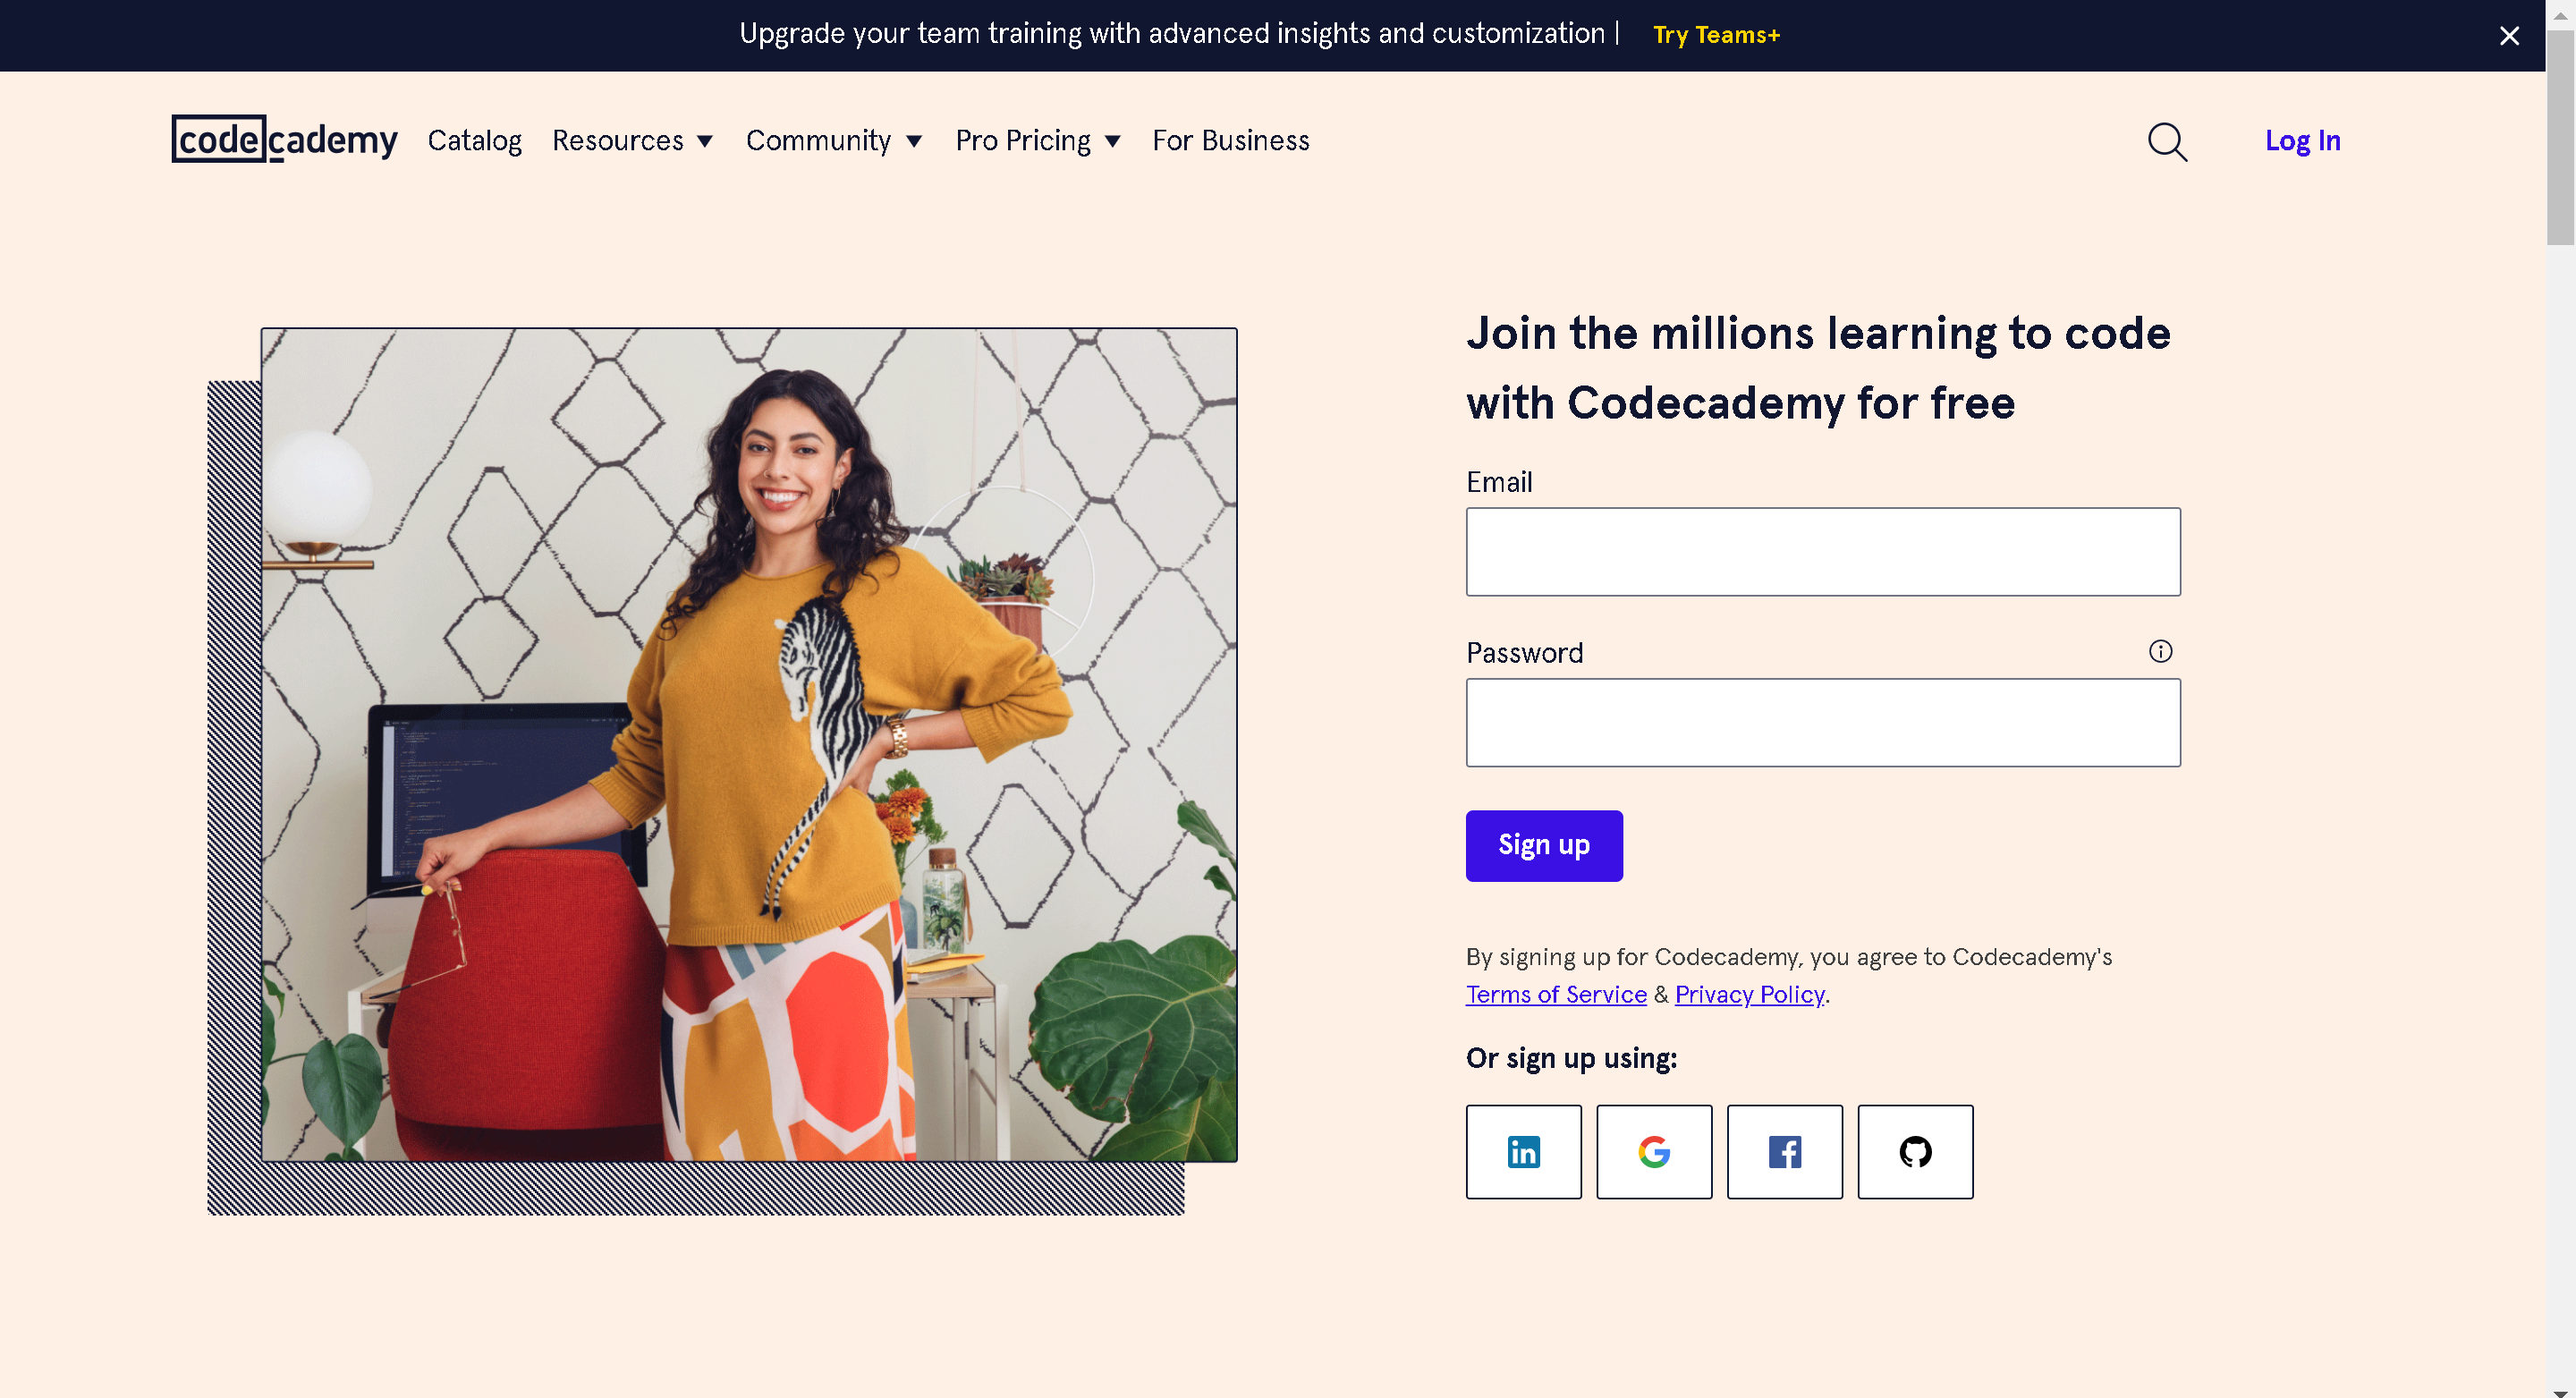 Upgrade your team training with advanced insights and customization | Try Teams+
codecademy Catalog Resources Community Pro Pricing For Business Log In
Join the millions learning to code
with Codecademy for free
Email
Password
Sign up
By signing up for Codecademy, you agree to Codecademy's
Terms of Service & Privacy Policy.
Or sign up using: